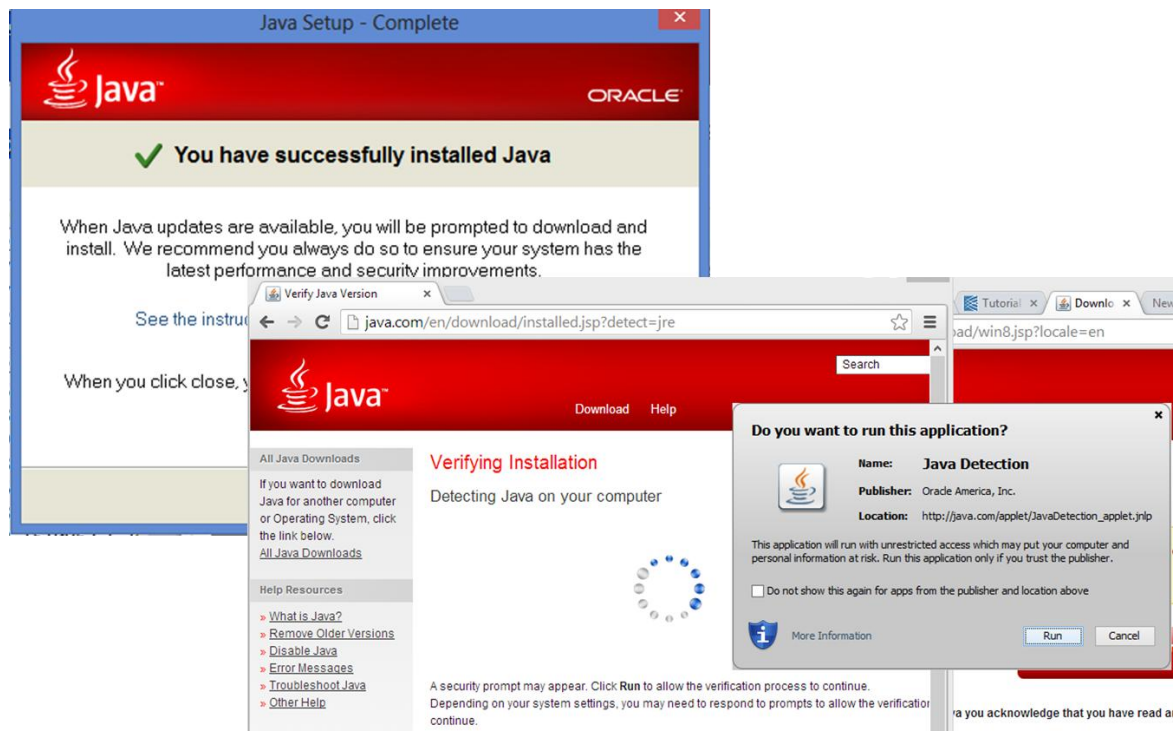 Java Setup - Complete
Java™
ORACLE
You have successfully installed Java
When Java updates are available, you will be prompted to download and
install. We recommend you always do so to ensure your system has the
latest performance and security improvements.
See the
When you click close,
Verify Java Version
java.com/en/download/installed.jsp?detect=jre
Search
Java™
Download Help
All Java Downloads
If you want to download
Java for another computer
or Operating System, click
the link below.
All Java Downloads
Help Resources
» What is Java?
» Remove Older Versions
» Disable Java
» Error Messages
» Troubleshoot Java
» Other Help
Verifying Installation
Detecting Java on your computer
A security prompt may appear. Click Run to allow the verification process to continue.
Depending on your system settings, you may need to respond to prompts to allow the verification
continue.
Tutorial
Downlo
New
ad/win8.jsp?locale=en
Do you want to run this application?
Name: Java Detection
Publisher: Oracle America, Inc.
Location: http://java.com/applet/JavaDetection_applet.jnlp
This application will run with unrestricted access which may put your computer and
personal information at risk. Run this application only if you trust the publisher.
Do not show this again for apps from the publisher and location above
More Information
Run Cancel
you acknowledge that you have read